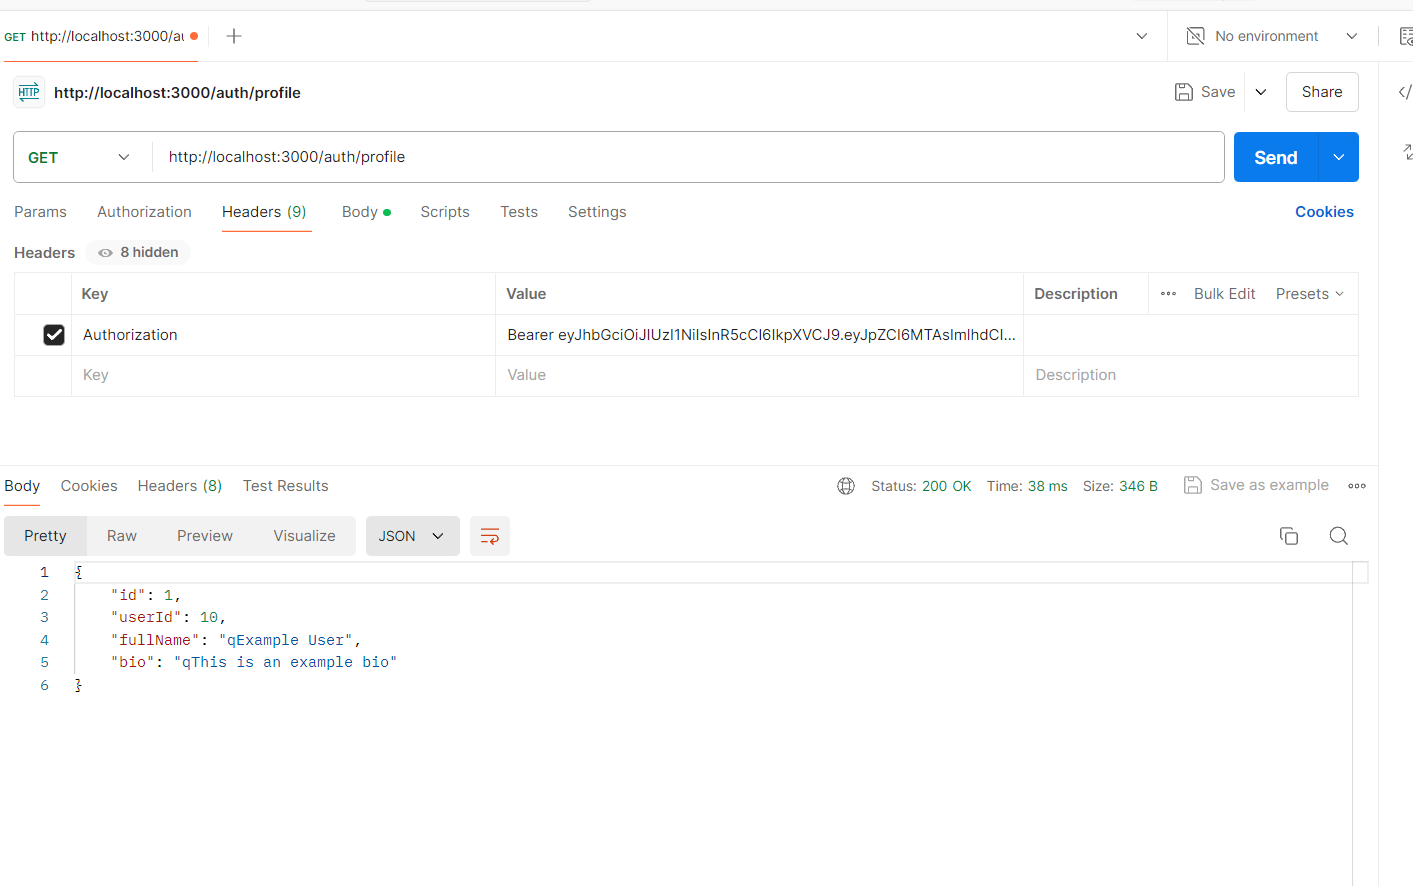 GET http://localhost:3000/au
No environment
HTTP http://localhost:3000/auth/profile
Save Share
GET http://localhost:3000/auth/profile Send
Params Authorization Headers (9) Body Scripts Tests Settings Cookies
Headers 8 hidden
Key Value Description Bulk Edit Presets
Authorization Bearer eyJhbGciOiJIUzI1NiIsInR5cCI6IkpXVCJ9.eyJpZCI6MTAsImlhdCI...
Key Value Description
Body Cookies Headers (8) Test Results Status: 200 OK Time: 38 ms Size: 346 B Save as example
Pretty Raw Preview Visualize JSON
1 {
2 "id": 1,
3 "userId": 10,
4 "fullName": "qExample User",
5 "bio": "qThis is an example bio"
6 }